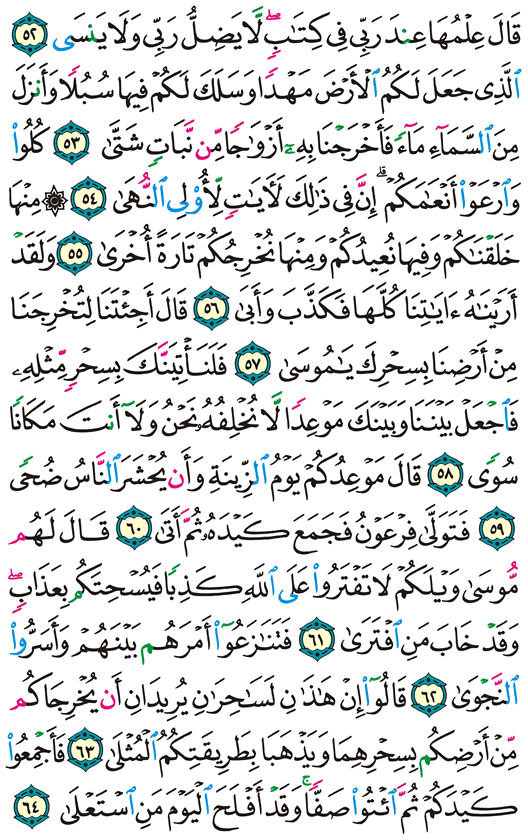 قَالَ عِلْمُهَا عِندَ رَبِّي فِي كِتَٰبٖۖ لَّا يَضِلُّ رَبِّي وَلَا يَنسَى ٥٢
ٱلَّذِي جَعَلَ لَكُمُ ٱلۡأَرۡضَ مَهۡدٗا وَسَلَكَ لَكُمۡ فِيهَا سُبُلٗا وَأَنزَلَ
مِنَ ٱلسَّمَآءِ مَآءٗ فَأَخۡرَجۡنَا بِهِۦٓ أَزۡوَٰجٗا مِّن نَّبَاتٖ شَتَّىٰ ٥٣ كُلُواْ
وَٱرۡعَوۡاْ أَنۡعَٰمَكُمۡۚ إِنَّ فِي ذَٰلِكَ لَأٓيَٰتٖ لِّأُوْلِي ٱلنُّهَىٰ ٥٤ ۞ مِنۡهَا
خَلَقۡنَٰكُمۡ وَفِيهَا نُعِيدُكُمۡ وَمِنۡهَا نُخۡرِجُكُمۡ تَارَةً أُخۡرَىٰ ٥٥ وَلَقَدۡ
أَرَيۡنَٰهُ ءَايَٰتِنَا كُلَّهَا فَكَذَّبَ وَأَبَىٰ ٥٦ قَالَ أَجِئۡتَنَا لِتُخۡرِجَنَا
مِنۡ أَرۡضِنَا بِسِحۡرِكَ يَٰمُوسَىٰ ٥٧ فَلَنَأۡتِيَنَّكَ بِسِحۡرٖ مِّثۡلِهِۦ
فَٱجۡعَلۡ بَيۡنَنَا وَبَيۡنَكَ مَوۡعِدٗا لَّا نُخۡلِفُهُۥ نَحۡنُ وَلَآ أَنتَ مَكَانٗا
سُوٗى ٥٨ قَالَ مَوۡعِدُكُمۡ يَوۡمُ ٱلزِّينَةِ وَأَن يُحۡشَرَ ٱلنَّاسُ ضُحٗى
٥٩ فَتَوَلَّىٰ فِرۡعَوۡنُ فَجَمَعَ كَيۡدَهُۥ ثُمَّ أَتَىٰ ٦٠ قَالَ لَهُم
مُّوسَىٰ وَيۡلَكُمۡ لَا تَفۡتَرُواْ عَلَى ٱللَّهِ كَذِبٗا فَيُسۡحِتَكُم بِعَذَابٖۖ
وَقَدۡ خَابَ مَنِ ٱفۡتَرَىٰ ٦١ فَتَنَٰزَعُوٓاْ أَمۡرَهُم بَيۡنَهُمۡ وَأَسَرُّواْ
ٱلنَّجۡوَىٰ ٦٢ قَالُوٓاْ إِنۡ هَٰذَٰنِ لَسَٰحِرَٰنِ يُرِيدَانِ أَن يُخۡرِجَاكُم
مِّنۡ أَرۡضِكُم بِسِحۡرِهِمَا وَيَذۡهَبَا بِطَرِيقَتِكُمُ ٱلۡمُثۡلَىٰ ٦٣ فَأَجۡمِعُواْ
كَيۡدَكُمۡ ثُمَّ ٱئۡتُواْ صَفّٗاۚ وَقَدۡ أَفۡلَحَ ٱلۡيَوۡمَ مَنِ ٱسۡتَعۡلَىٰ ٦٤